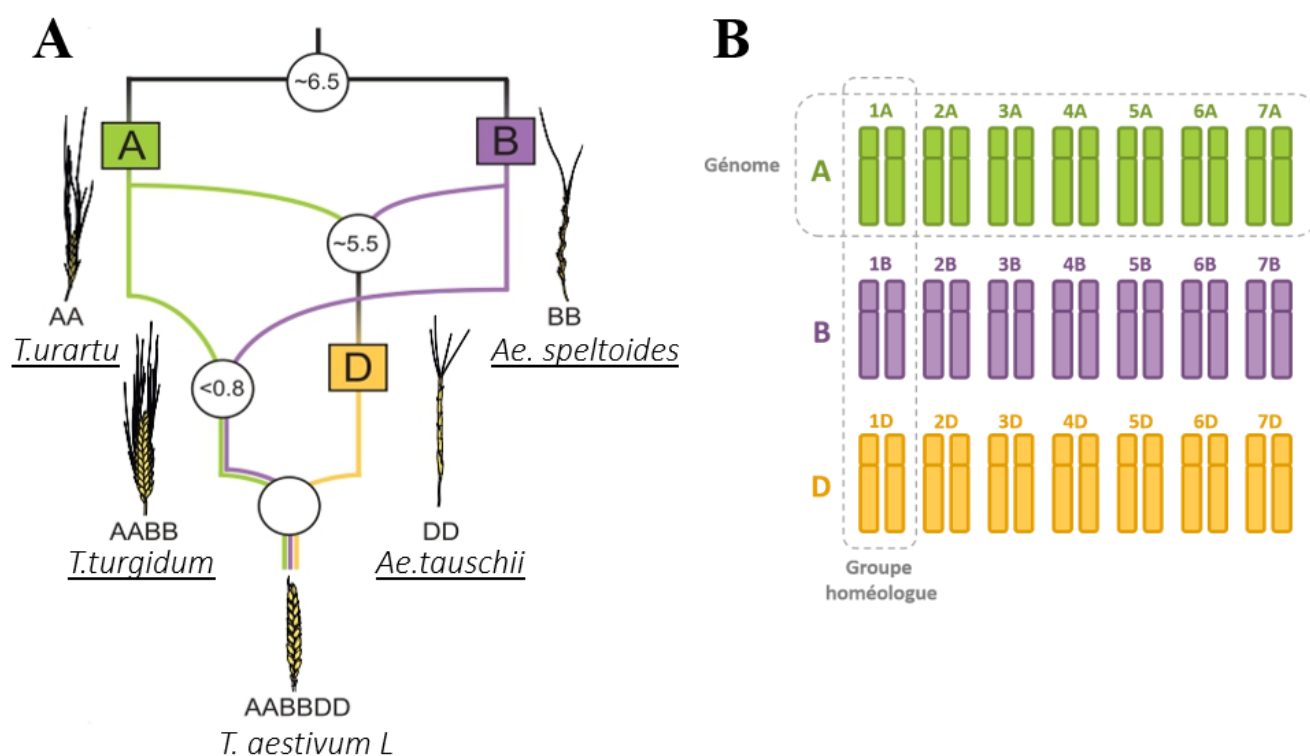 A
~6.5
A
B
~5.5
AA
T.urartu
BB
Ae. speltoides
D
<0.8
AABB
T.turgidum
DD
Ae.tauschii
AABBDD
T. aestivum L
B
1A 2A 3A 4A 5A 6A 7A
Génome
A
1B 2B 3B 4B 5B 6B 7B
B
1D 2D 3D 4D 5D 6D 7D
D
Groupe
homéologue